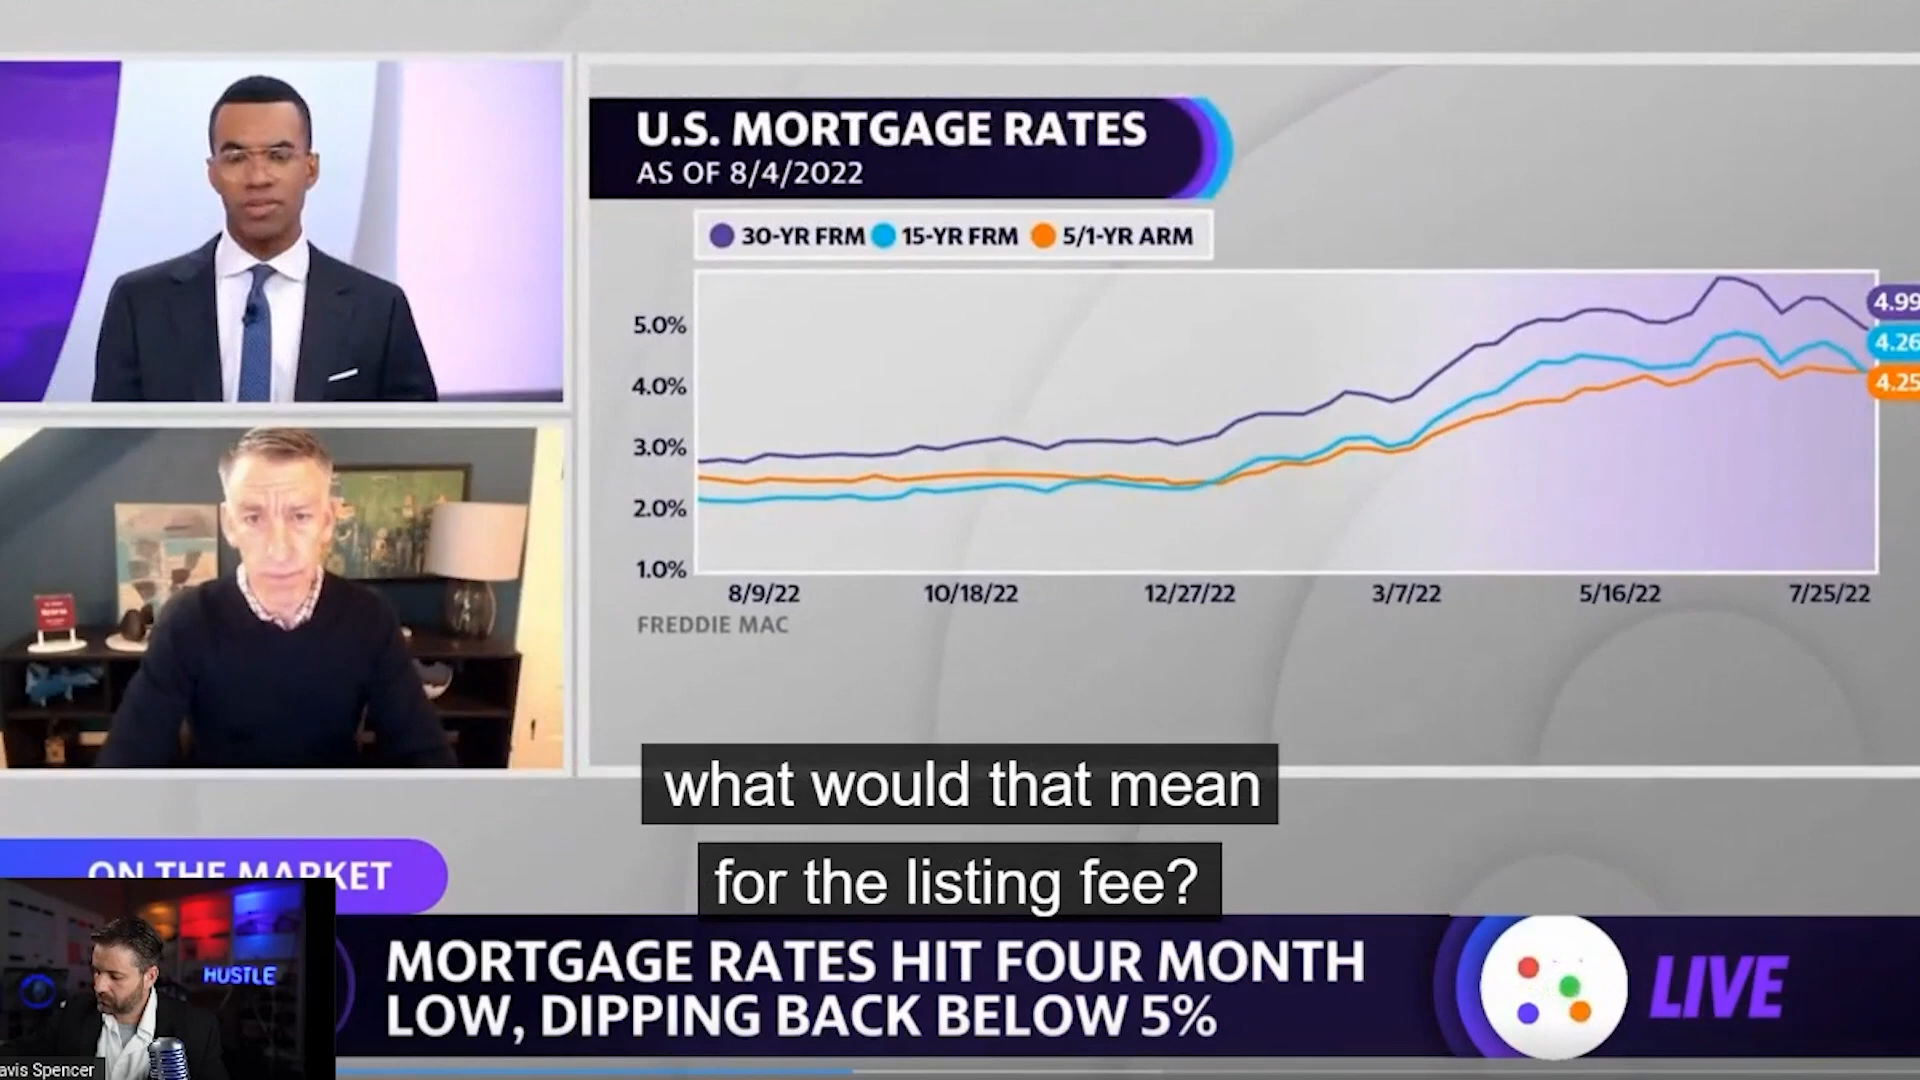 U.S. MORTGAGE RATES
AS OF 8/4/2022
30-YR FRM 15-YR FRM 5/1-YR ARM
5.0%
4.0%
3.0%
2.0%
1.0%
4.99
4.26
4.25
8/9/22 10/18/22 12/27/22 3/7/22 5/16/22 7/25/22
FREDDIE MAC
what would that mean
for the listing fee?
ON THE MARKET
MORTGAGE RATES HIT FOUR MONTH
LOW, DIPPING BACK BELOW 5%
LIVE
HUSTLE
avis Spencer